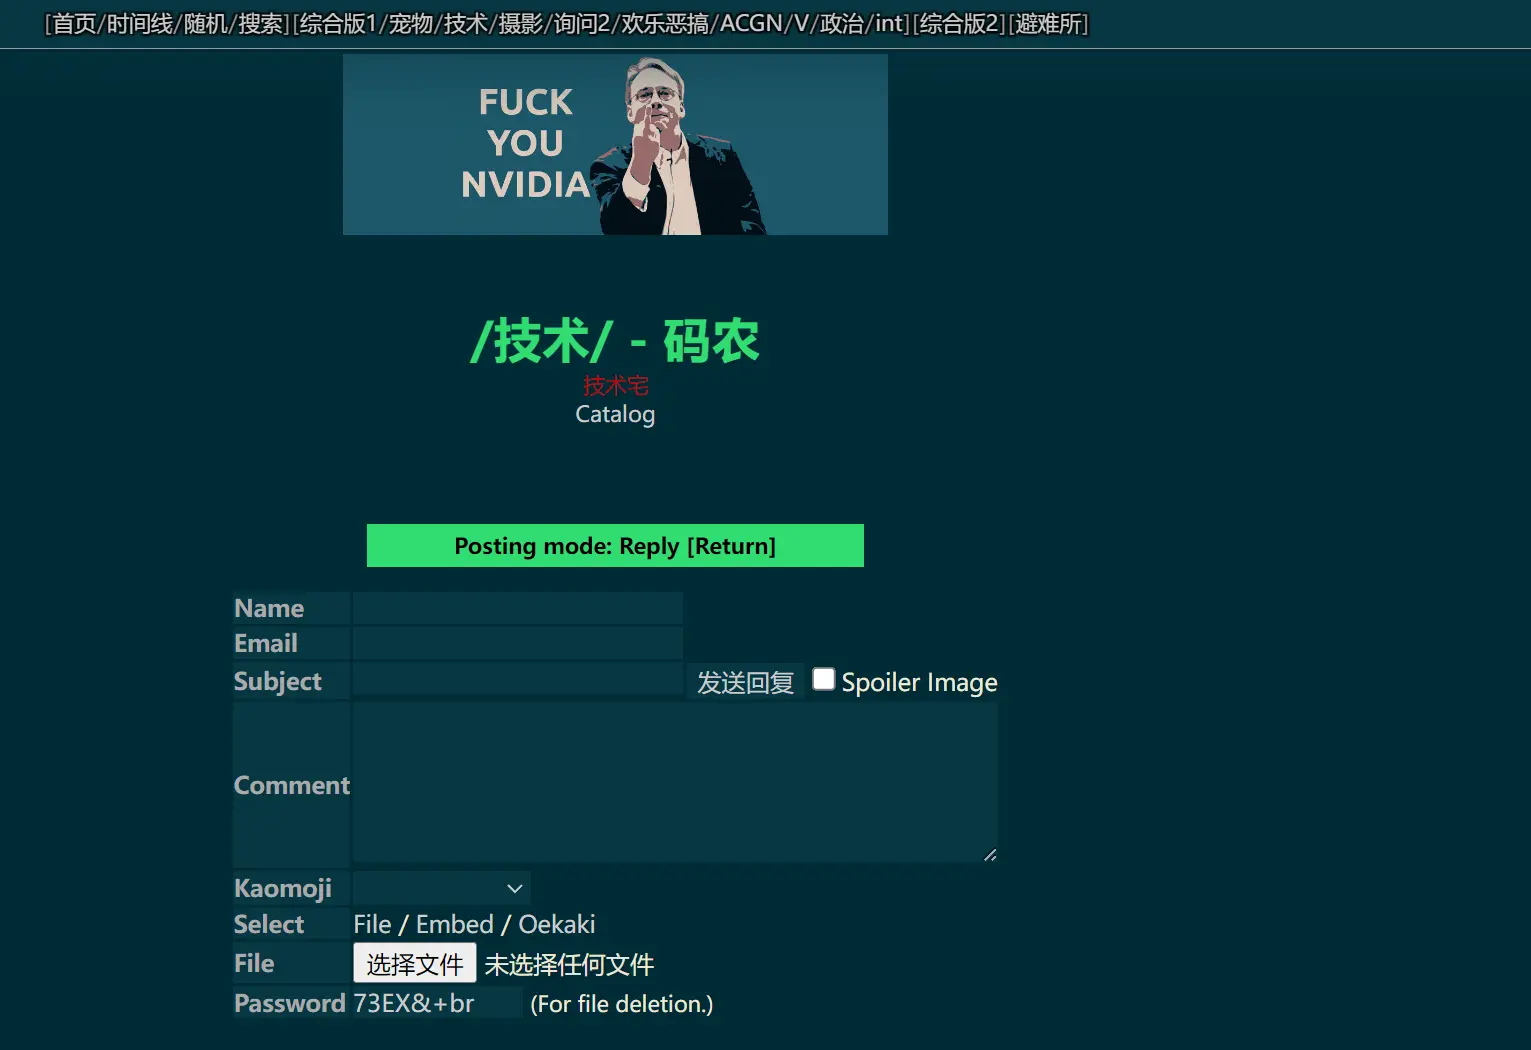 [首页/时间线/随机/搜索][综合版1/宠物/技术/摄影/询问2/欢乐恶搞/ACGN/V/政治/int][综合版2][避难所]
FUCK
YOU
NVIDIA
/技术/ - 码农
技术宅
Catalog
Posting mode: Reply [Return]
Name
Email
Subject 发送回复 Spoiler Image
Comment
Kaomoji
Select File / Embed / Oekaki
File 选择文件 未选择任何文件
Password 73EX&+br (For file deletion.)